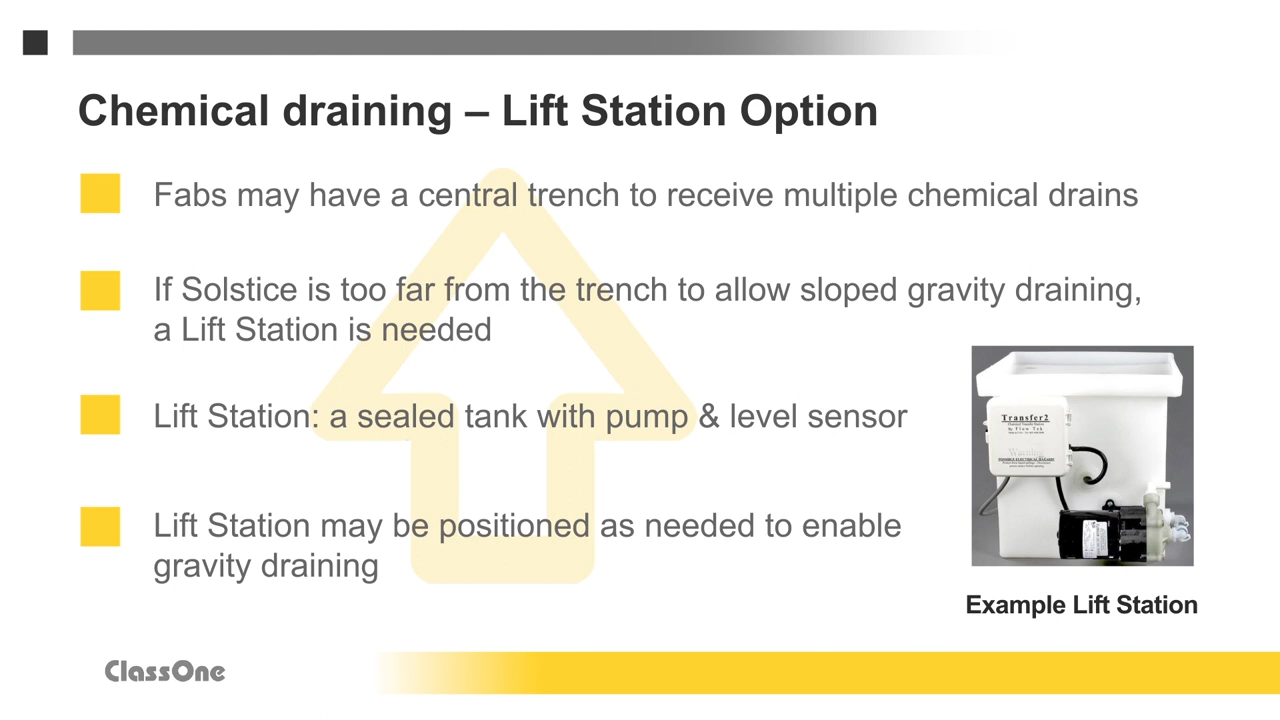 Chemical draining – Lift Station Option
Fabs may have a central trench to receive multiple chemical drains
If Solstice is too far from the trench to allow sloped gravity draining,
a Lift Station is needed
Lift Station: a sealed tank with pump & level sensor
Lift Station may be positioned as needed to enable
gravity draining
Transfer2
Warning
Example Lift Station
ClassOne